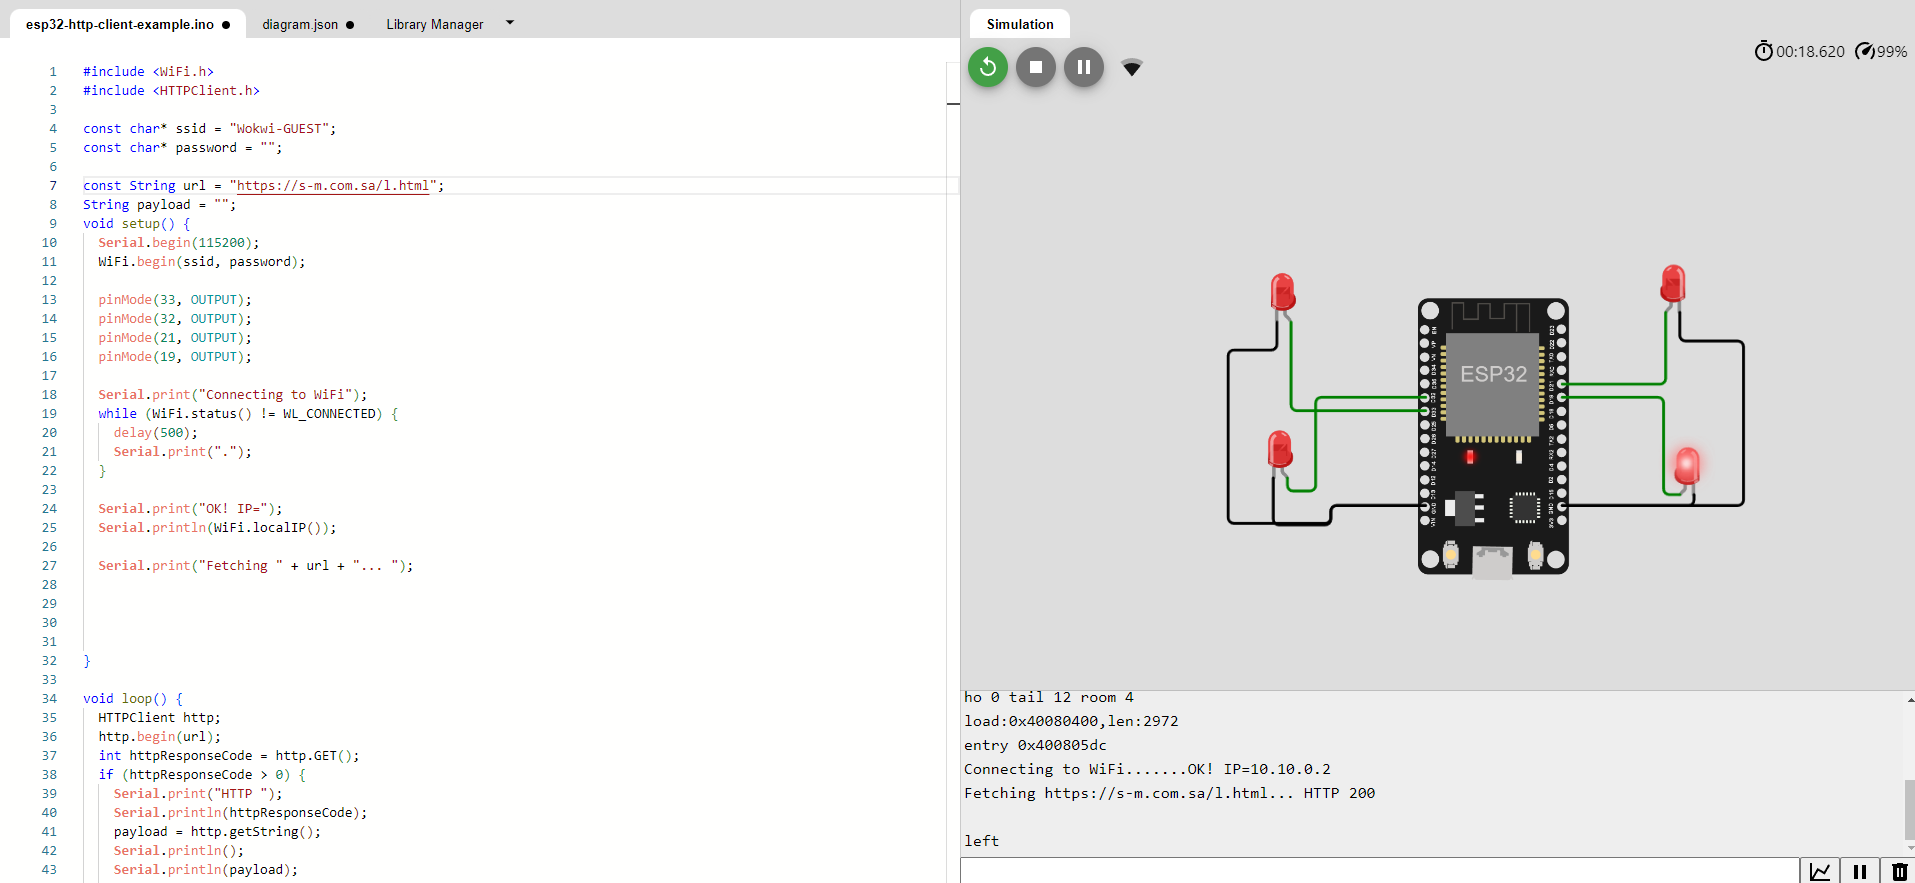 esp32-http-client-example.ino ● diagram.json ● Library Manager
1 #include <WiFi.h>
2 #include <HTTPClient.h>
3
4 const char* ssid = "Wokwi-GUEST";
5 const char* password = "";
6
7 const String url = "https://s-m.com.sa/l.html";
8 String payload = "";
9 void setup() {
10 Serial.begin(115200);
11 WiFi.begin(ssid, password);
12
13 pinMode(33, OUTPUT);
14 pinMode(32, OUTPUT);
15 pinMode(21, OUTPUT);
16 pinMode(19, OUTPUT);
17
18 Serial.print("Connecting to WiFi");
19 while (WiFi.status() != WL_CONNECTED) {
20 delay(500);
21 Serial.print(".");
22 }
23
24 Serial.print("OK! IP=");
25 Serial.println(WiFi.localIP());
26
27 Serial.print("Fetching " + url + "... ");
28
29
30
31
32 }
33
34 void loop() {
35 HTTPClient http;
36 http.begin(url);
37 int httpResponseCode = http.GET();
38 if (httpResponseCode > 0) {
39 Serial.print("HTTP ");
40 Serial.println(httpResponseCode);
41 payload = http.getString();
42 Serial.println();
43 Serial.println(payload);
Simulation
00:18.620 99%
ESP32
ho 0 tail 12 room 4
load:0x40080400,len:2972
entry 0x400805dc
Connecting to WiFi.......OK! IP=10.10.0.2
Fetching https://s-m.com.sa/l.html... HTTP 200
left